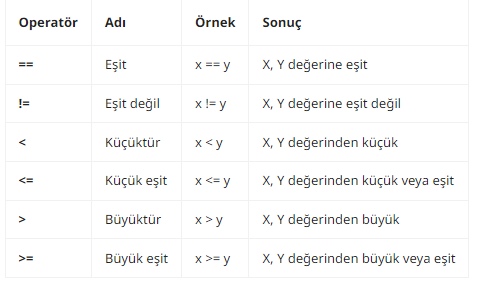 Operatör Adı Örnek Sonuç
== Eşit x == y X, Y değerine eşit
!= Eşit değil x != y X, Y değerine eşit değil
< Küçüktür x < y X, Y değerinden küçük
<= Küçük eşit x <= y X, Y değerinden küçük veya eşit
> Büyüktür x > y X, Y değerinden büyük
>= Büyük eşit x >= y X, Y değerinden büyük veya eşit